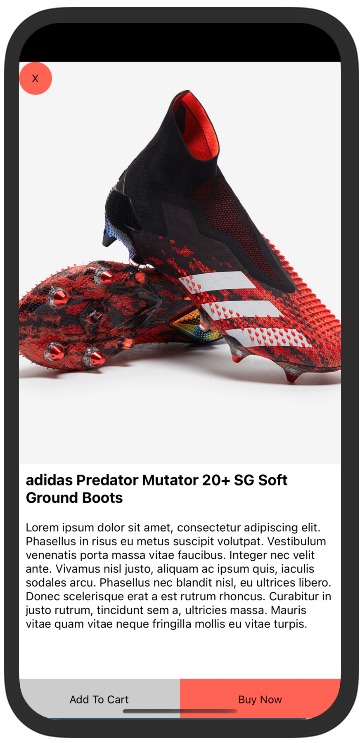 X
adidas Predator Mutator 20+ SG Soft
Ground Boots
Lorem ipsum dolor sit amet, consectetur adipiscing elit.
Phasellus in risus eu metus suscipit volutpat. Vestibulum
venenatis porta massa vitae faucibus. Integer nec velit
ante. Vivamus nisl justo, aliquam ac ipsum quis, iaculis
sodales arcu. Phasellus nec blandit nisl, eu ultrices libero.
Donec scelerisque erat a est rutrum rhoncus. Curabitur in
justo rutrum, tincidunt sem a, ultricies massa. Mauris
vitae quam vitae neque fringilla mollis eu vitae turpis.
Add To Cart
Buy Now